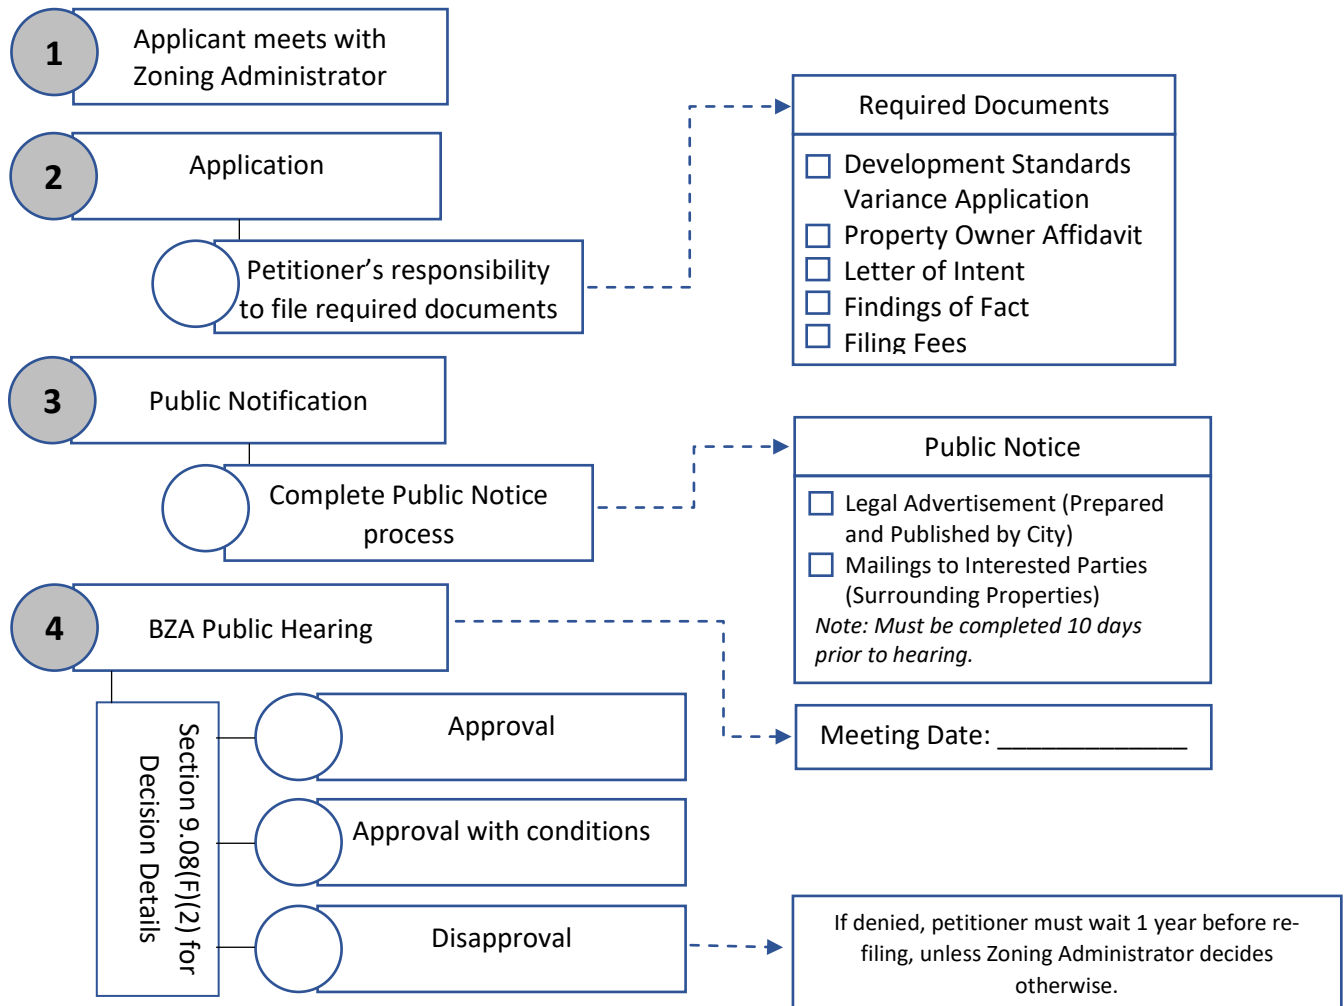 1
Applicant meets with
Zoning Administrator
2
Application
Petitioner’s responsibility
to file required documents
Required Documents
Development Standards
Variance Application
Property Owner Affidavit
Letter of Intent
Findings of Fact
Filing Fees
3
Public Notification
Complete Public Notice
process
Public Notice
Legal Advertisement (Prepared
and Published by City)
Mailings to Interested Parties
(Surrounding Properties)
Note: Must be completed 10 days
prior to hearing.
4
BZA Public Hearing
Meeting Date: _____________
Section 9.08(F)(2) for
Decision Details
Approval
Approval with conditions
Disapproval
If denied, petitioner must wait 1 year before re-
filing, unless Zoning Administrator decides
otherwise.